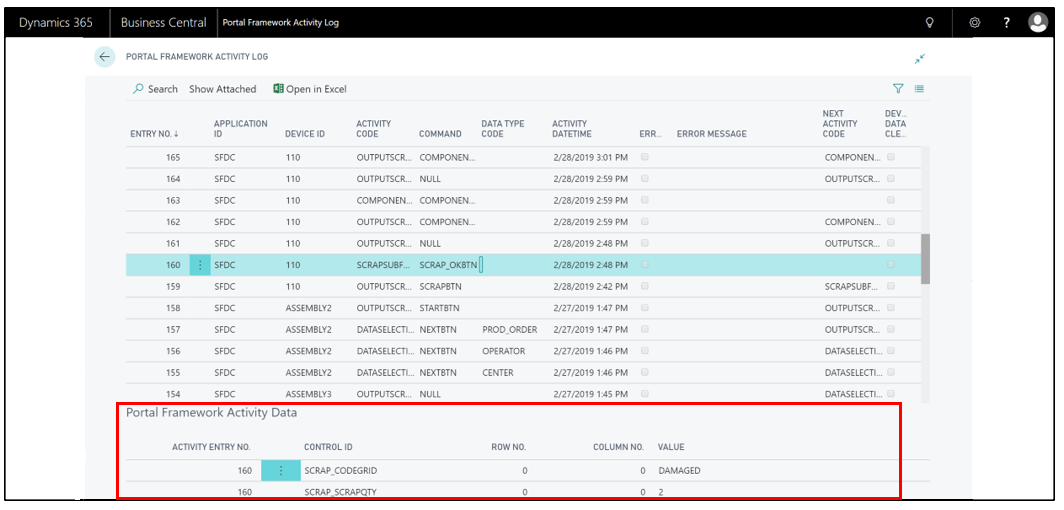 Dynamics 365 Business Central Portal Framework Activity Log ?
PORTAL FRAMEWORK ACTIVITY LOG
Search Show Attached Open in Excel
ENTRY NO. ↓ APPLICATION ID DEVICE ID ACTIVITY CODE COMMAND DATA TYPE CODE ACTIVITY DATETIME ERR... ERROR MESSAGE NEXT ACTIVITY CODE DEV... DATA CLE...
165 SFDC 110 OUTPUTSCR... COMPONEN... 2/28/2019 3:01 PM COMPONEN...
164 SFDC 110 OUTPUTSCR... NULL 2/28/2019 2:59 PM OUTPUTSCR...
163 SFDC 110 COMPONEN... COMPONEN... 2/28/2019 2:59 PM
162 SFDC 110 OUTPUTSCR... COMPONEN... 2/28/2019 2:59 PM COMPONEN...
161 SFDC 110 OUTPUTSCR... NULL 2/28/2019 2:48 PM OUTPUTSCR...
160 SFDC 110 SCRAPSUBF... SCRAP_OKBTN 2/28/2019 2:48 PM
159 SFDC 110 OUTPUTSCR... SCRAPBTN 2/28/2019 2:42 PM SCRAPSUBF...
158 SFDC ASSEMBLY2 OUTPUTSCR... STARTBTN 2/27/2019 1:47 PM OUTPUTSCR...
157 SFDC ASSEMBLY2 DATASELECTI... NEXTBTN PROD_ORDER 2/27/2019 1:47 PM OUTPUTSCR...
156 SFDC ASSEMBLY2 DATASELECTI... NEXTBTN OPERATOR 2/27/2019 1:46 PM DATASELECTI...
155 SFDC ASSEMBLY2 DATASELECTI... NEXTBTN CENTER 2/27/2019 1:46 PM DATASELECTI...
154 SFDC ASSEMBLY3 OUTPUTSCR... NULL 2/27/2019 1:45 PM DATASELECTI...
Portal Framework Activity Data
ACTIVITY ENTRY NO. CONTROL ID ROW NO. COLUMN NO. VALUE
160 SCRAP_CODEGRID 0 0 DAMAGED
160 SCRAP_SCRAPQTY 0 0 2